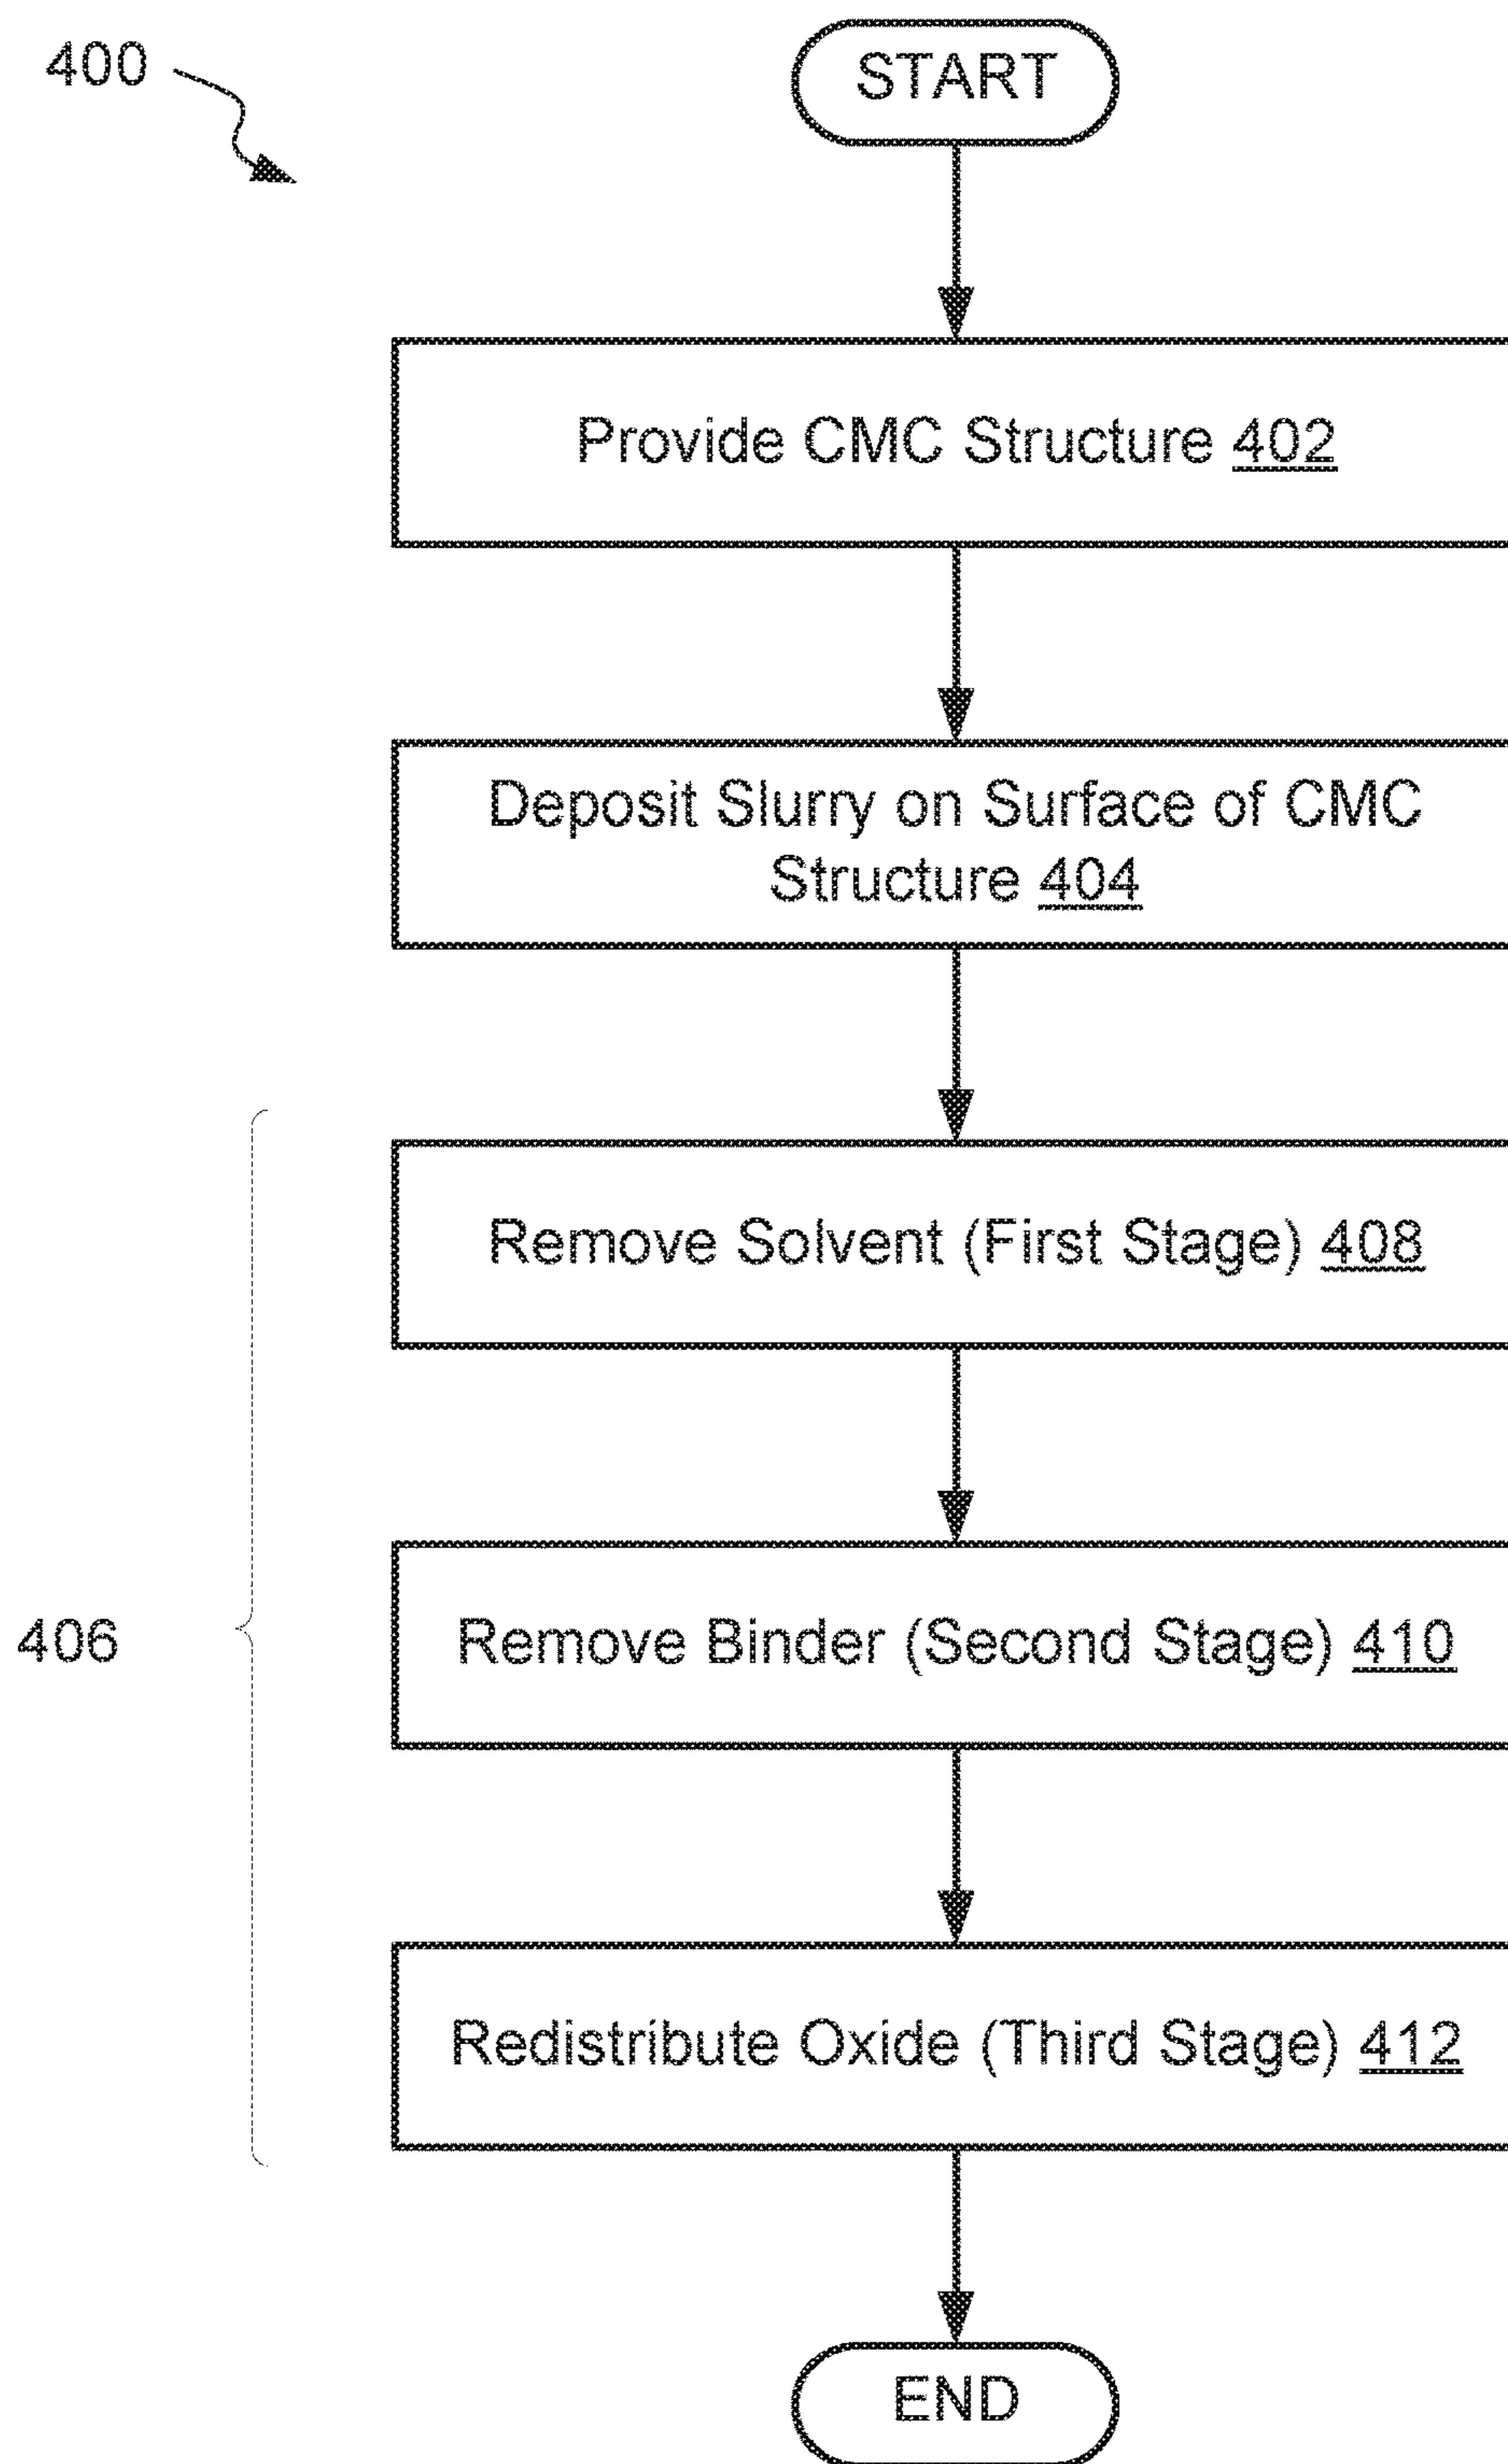 400
START
Provide CMC Structure 402
Deposit Slurry on Surface of CMC
Structure 404
Remove Solvent (First Stage) 408
406
Remove Binder (Second Stage) 410
Redistribute Oxide (Third Stage) 412
END